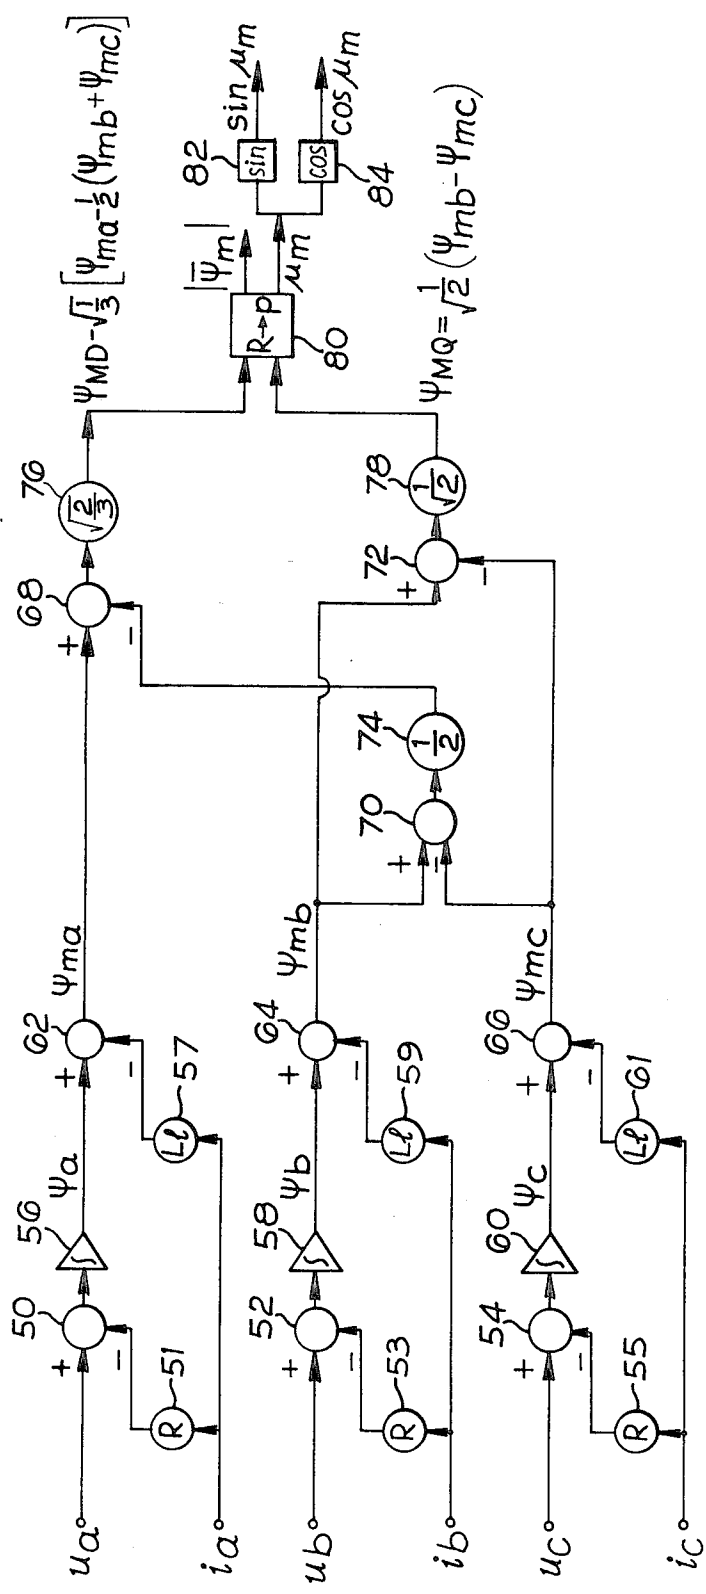 ua
ia
ub
ib
uc
ic
+
−
50
R
51
56
∫
ψa
+
−
62
Ll
57
ψma
+
−
68
√2/3
76
ψMD-√1/3[ψma-1/2(ψmb+ψmc)]
+
−
52
R
53
58
∫
ψb
+
−
64
Ll
59
ψmb
+
−
70
1/2
74
+
−
72
1/√2
78
ψMQ=1/√2(ψmb-ψmc)
+
−
54
R
55
60
∫
ψc
+
−
66
Ll
61
ψmc
R→P
80
|ψ̅m|
μm
82
sin
sin μm
cos
84
cos μm